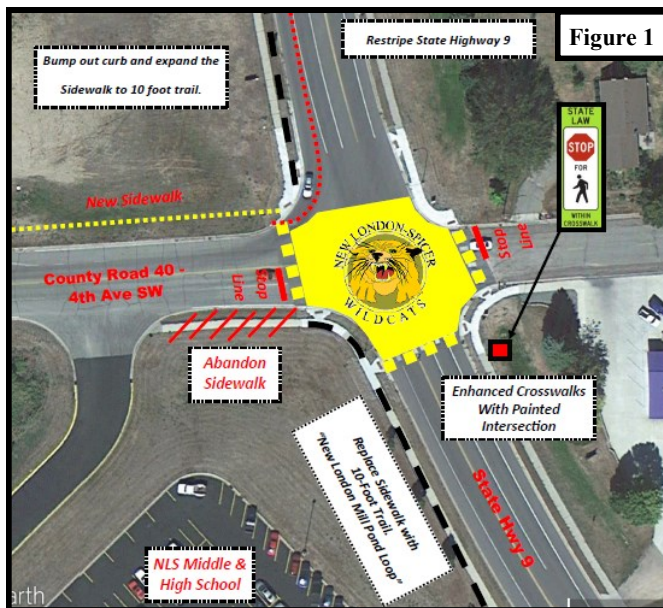 Figure 1
Bump out curb and expand the
Sidewalk to 10 foot trail.
Restripe State Highway 9
STATE
LAW
STOP
FOR
WITHIN
CROSSWALK
New Sidewalk
County Road 40 -
4th Ave SW
Stop
Line
NEW LONDON-SPICER
WILDCATS
Stop
Line
Abandon
Sidewalk
Enhanced Crosswalks
With Painted
Intersection
Replace Sidewalk with
10-Foot Trail.
"New London Mill Pond Loop"
State Hwy 9
NLS Middle &
High School
arth